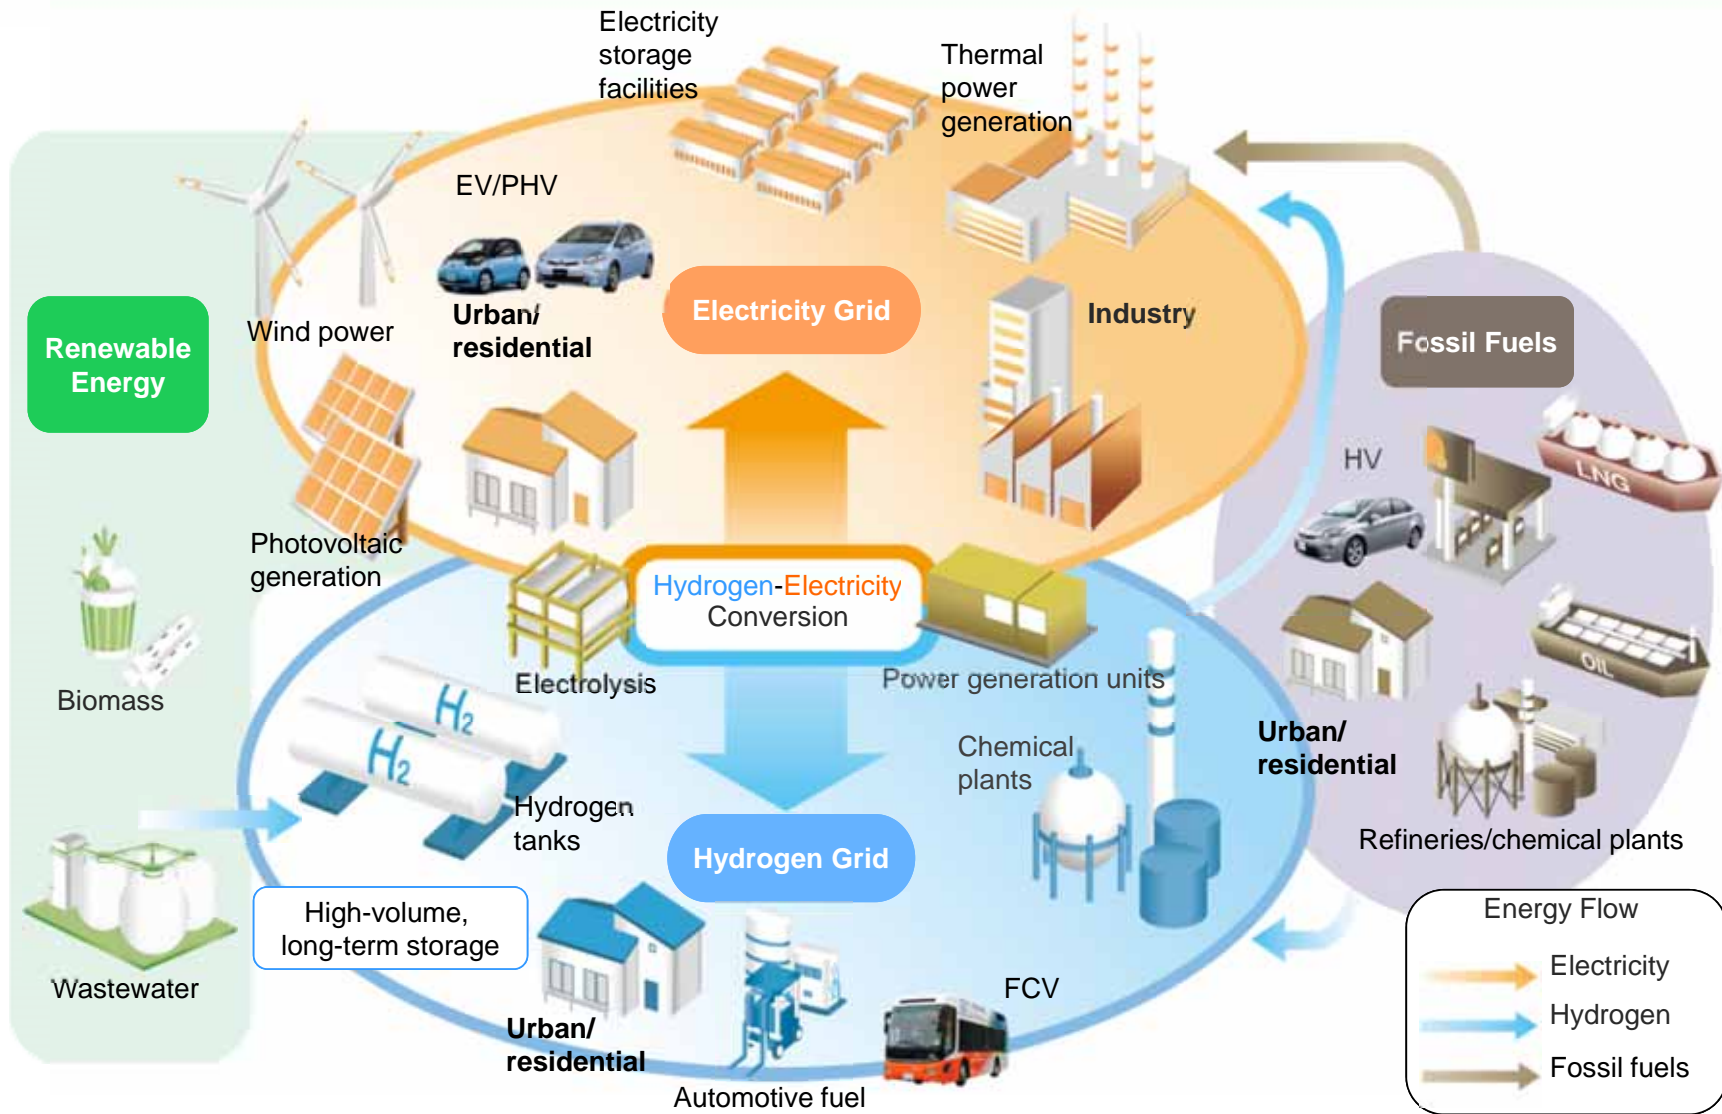 Electricity
storage
facilities
Thermal
power
generation
EV/PHV
Urban/
residential
Electricity Grid
Industry
Wind power
Renewable
Energy
Fossil Fuels
LNG
HV
Photovoltaic
generation
Hydrogen-Electricity
Conversion
Electrolysis
Power generation units
OIL
Biomass
H2
H2
Hydrogen
tanks
Chemical
plants
Urban/
residential
Refineries/chemical plants
Hydrogen Grid
High-volume,
long-term storage
Wastewater
Urban/
residential
FCV
Automotive fuel
Energy Flow
Electricity
Hydrogen
Fossil fuels